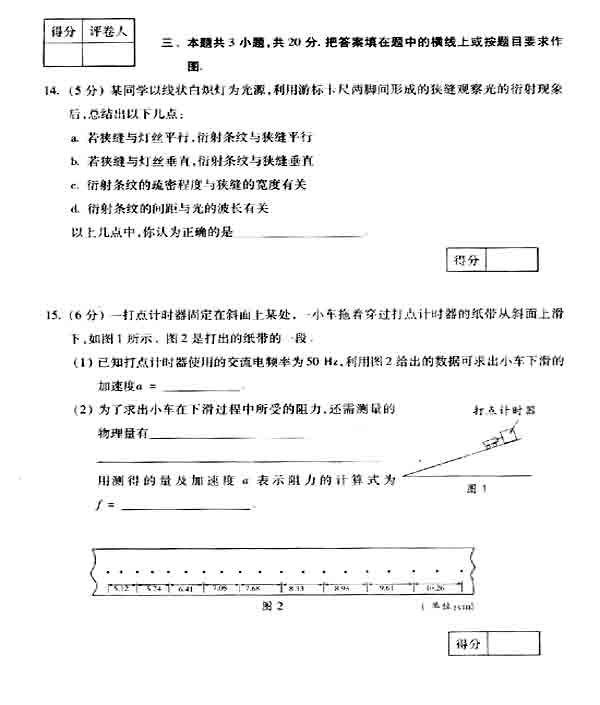 得分 评卷人
三、本题共3小题,共20分.把答案填在题中的横线上或按题目要求作
图.
14.(5分)某同学以线状白炽灯为光源,利用游标卡尺两脚间形成的狭缝观察光的衍射现象
后,总结出以下几点:
a. 若狭缝与灯丝平行,衍射条纹与狭缝平行
b. 若狭缝与灯丝垂直,衍射条纹与狭缝垂直
c. 衍射条纹的疏密程度与狭缝的宽度有关
d. 衍射条纹的间距与光的波长有关
以上几点中,你认为正确的是
得分
15.(6分)一打点计时器固定在斜面上某处,一小车拖着穿过打点计时器的纸带从斜面上滑
下,如图1所示。图2是打出的纸带的一段.
(1)已知打点计时器使用的交流电频率为50 Hz,利用图2给出的数据可求出小车下滑的
加速度a = .
(2)为了求出小车在下滑过程中所受的阻力,还需测量的
物理量有
用测得的量及加速度a表示阻力的计算式为
f = .
打点计时器
图1
5.12 5.74 6.41 7.05 7.68 8.33 8.95 9.61 10.26
图2
(单位:cm)
得分